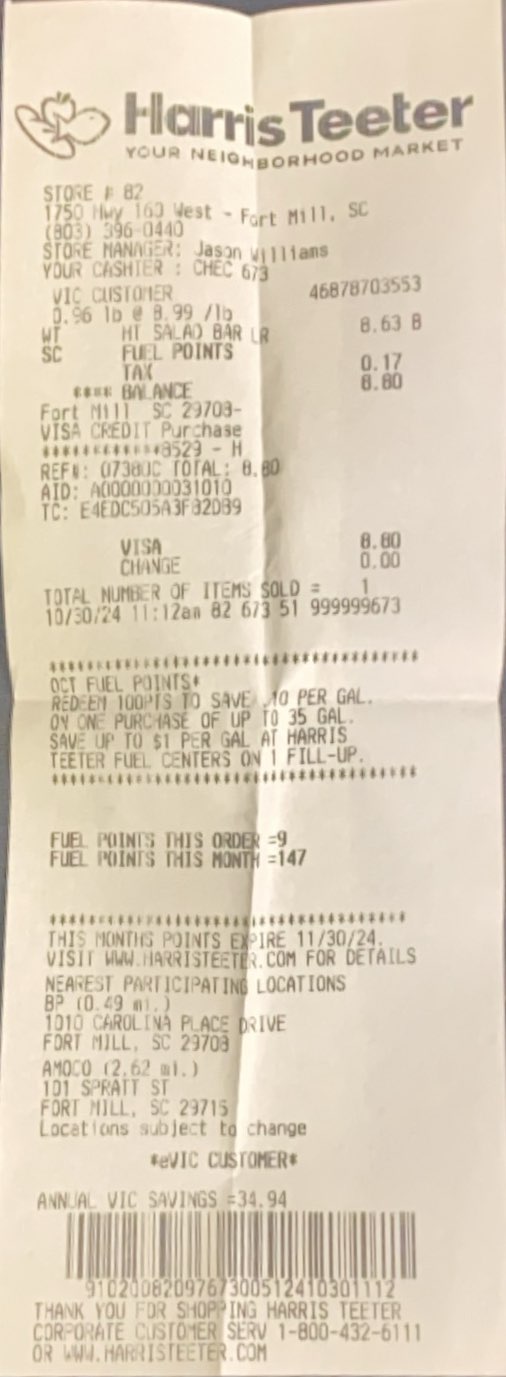 Harris Teeter
YOUR NEIGHBORHOOD MARKET
STORE # 82
1750 Hwy 160 West - Fort Mill, SC
(803) 396-0440
STORE MANAGER: Jason Williams
YOUR CASHIER : CHEC 673
VIC CUSTOMER 46878703553
0.96 lb @ 8.99 /lb
WT HT SALAD BAR LR 8.63 B
SC FUEL POINTS
TAX 0.17
**** BALANCE 8.80
Fort Mill SC 29708-
VISA CREDIT Purchase
************8529 - H
REF#: 07380C TOTAL: 8.80
AID: A0000000031010
TC: E4EDC505A3F82DB9
VISA 8.80
CHANGE 0.00
TOTAL NUMBER OF ITEMS SOLD = 1
10/30/24 11:12am 82 673 51 999999673
****************************************
OCT FUEL POINTS*
REDEEM 100PTS TO SAVE .10 PER GAL.
ON ONE PURCHASE OF UP TO 35 GAL.
SAVE UP TO $1 PER GAL AT HARRIS
TEETER FUEL CENTERS ON 1 FILL-UP.
****************************************
FUEL POINTS THIS ORDER =9
FUEL POINTS THIS MONTH =147
****************************************
THIS MONTHS POINTS EXPIRE 11/30/24.
VISIT WWW.HARRISTEETER.COM FOR DETAILS
NEAREST PARTICIPATING LOCATIONS
BP (0.49 mi.)
1010 CAROLINA PLACE DRIVE
FORT MILL, SC 29708
AMOCO (2.62 mi.)
101 SPRATT ST
FORT MILL, SC 29715
Locations subject to change
*eVIC CUSTOMER*
ANNUAL VIC SAVINGS =34.94
9102008209767300512410301112
THANK YOU FOR SHOPPING HARRIS TEETER
CORPORATE CUSTOMER SERV 1-800-432-6111
OR WWW.HARRISTEETER.COM